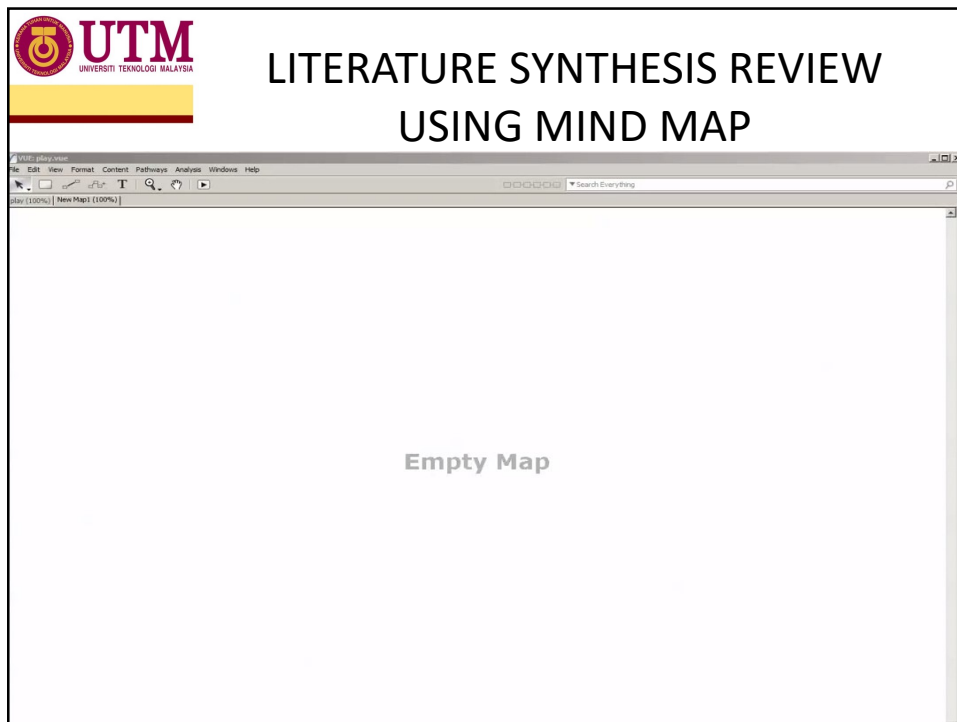 UTM
UNIVERSITI TEKNOLOGI MALAYSIA
LITERATURE SYNTHESIS REVIEW
USING MIND MAP
VUE: play.vue
File Edit View Format Content Pathways Analysis Windows Help
T
Search Everything
play (100%) New Map1 (100%)
Empty Map